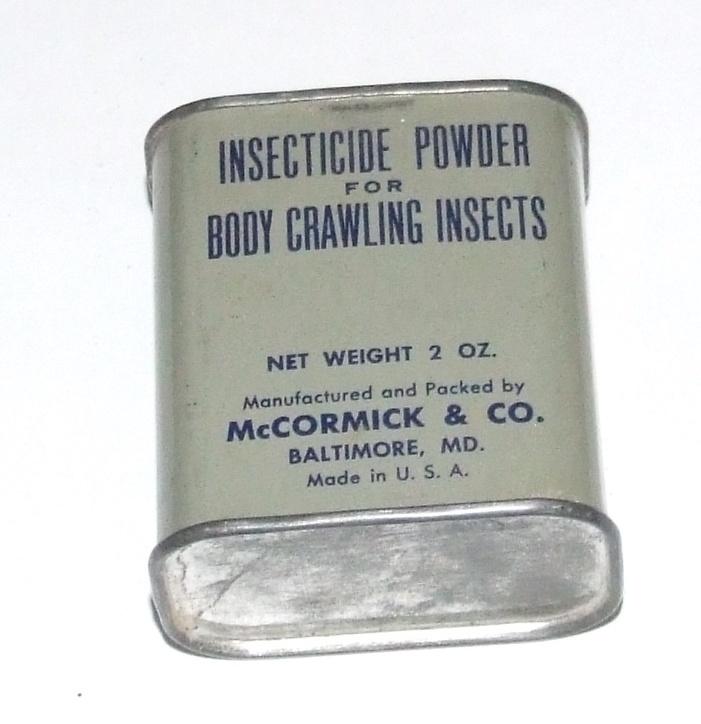 INSECTICIDE POWDER
FOR
BODY CRAWLING INSECTS
NET WEIGHT 2 OZ.
Manufactured and Packed by
McCORMICK & CO.
BALTIMORE, MD.
Made in U. S. A.